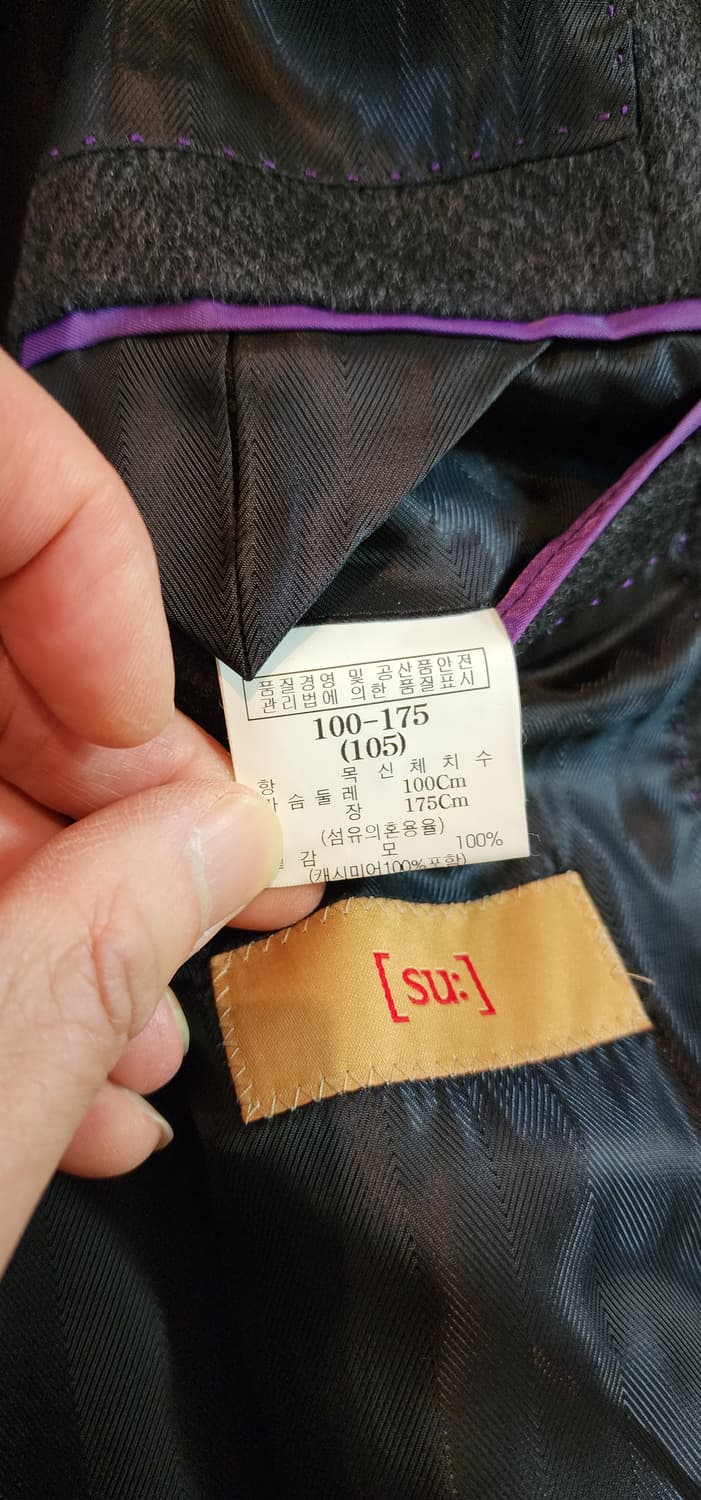 품질경영 및 공산품안전
관리법에 의한 품질표시
100-175
(105)
항 목 신 체 치 수
가 슴 둘 레 100Cm
장 175Cm
(섬유의혼용율)
감 모 100%
(캐시미어100%포함)
[su:]